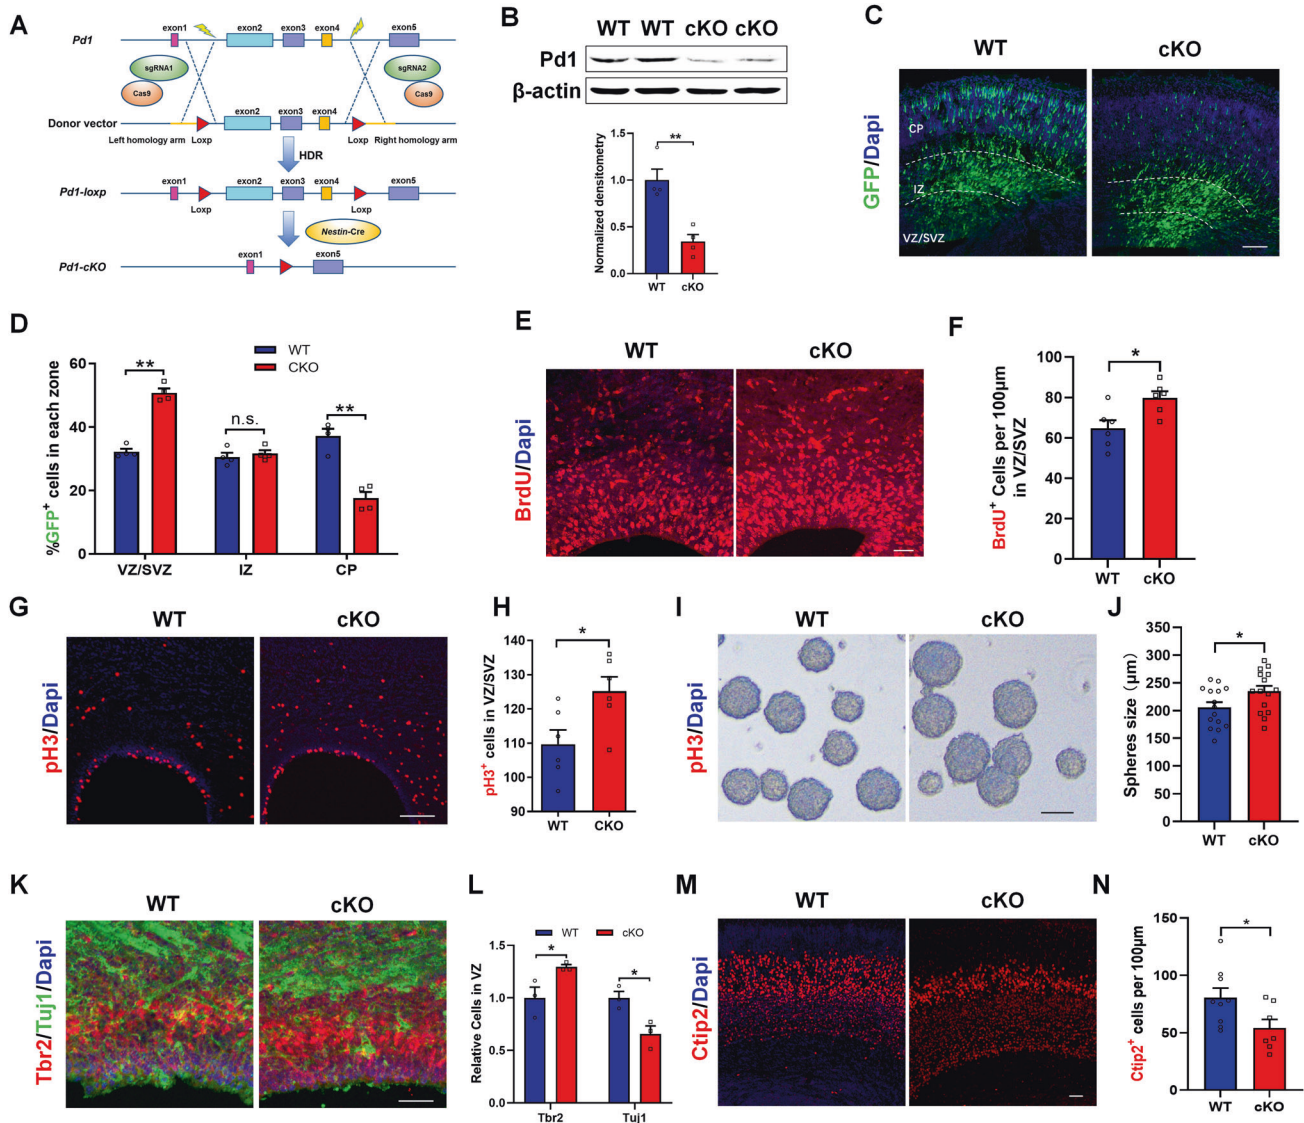 A
exon1 exon2 exon3 exon4 exon5
Pd1
sgRNA1 sgRNA2
Cas9 Cas9
exon2 exon3 exon4
Donor vector
Left homology arm Loxp Loxp Right homology arm
HDR
exon1 exon2 exon3 exon4 exon5
Pd1-loxp
Loxp Loxp
Nestin-Cre
exon1 exon5
Pd1-cKO
B
WT WT cKO cKO
Pd1
β-actin
Normalized densitometry
1.5
1.0
0.5
0.0
**
WT cKO
C
WT cKO
GFP/Dapi
CP
IZ
VZ/SVZ
D
WT
CKO
%GFP+ cells in each zone
60
40
20
0
** n.s. **
VZ/SVZ IZ CP
E
WT cKO
BrdU/Dapi
F
BrdU+ Cells per 100μm
in VZ/SVZ
100
80
60
40
20
0
*
WT cKO
G
WT cKO
pH3/Dapi
H
pH3+ cells in VZ/SVZ
140
130
120
110
100
90
*
WT CKO
I
WT cKO
pH3/Dapi
J
Spheres size (μm)
350
300
250
200
150
100
50
0
*
WT cKO
K
WT cKO
Tbr2/Tuj1/Dapi
L
WT cKO
Relative Cells in VZ
1.5
1.0
0.5
0.0
* *
Tbr2 Tuj1
M
WT cKO
Ctip2/Dapi
N
Ctip2+ cells per 100μm
150
100
50
0
*
WT cKO